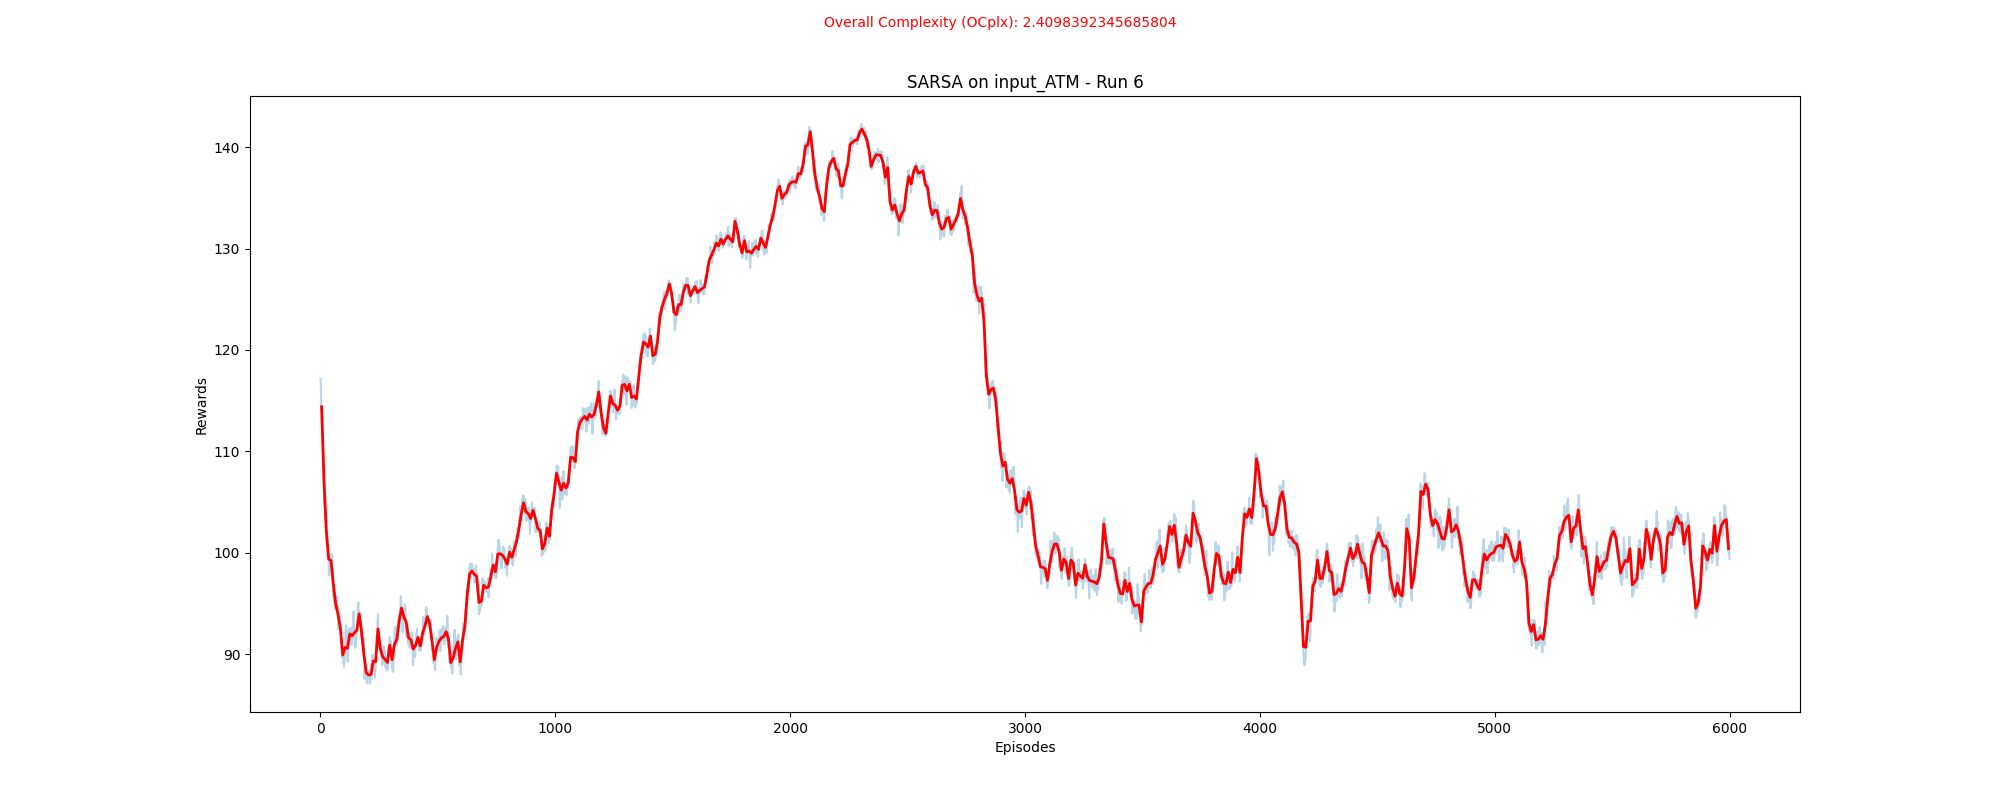 Overall Complexity (OCplx): 2.4098392345685804
SARSA on input_ATM - Run 6
140
130
120
110
100
90
Rewards
0 1000 2000 3000 4000 5000 6000
Episodes